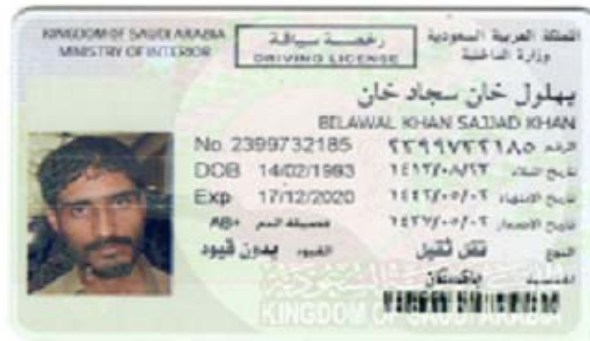 KINGDOM OF SAUDI ARABIA
MINISTRY OF INTERIOR
رخصة سياقة
DRIVING LICENSE
المملكة العربية السعودية
وزارة الداخلية
بهلول خان سجاد خان
BELAWAL KHAN SAJJAD KHAN
No. 2399732185 الرقم ٢٣٩٩٧٣٢١٨٥
DOB 14/02/1993 تاريخ الميلاد
Exp 17/12/2020 تاريخ الانتهاء
AB+ فصيلة الدم تاريخ الاصدار
النوع نقل ثقيل القيود بدون قيود
الجنسية باكستان
KINGDOM OF SAUDI ARABIA